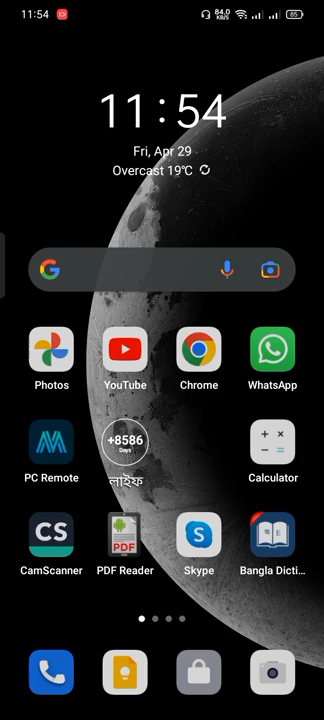 11:54
84.0
KB/S
85
11:54
Fri, Apr 29
Overcast 19℃
Photos
YouTube
Chrome
WhatsApp
PC Remote
+8586
Days
লাইফ
Calculator
CS
CamScanner
PDF
PDF Reader
S
Skype
Bangla Dicti...